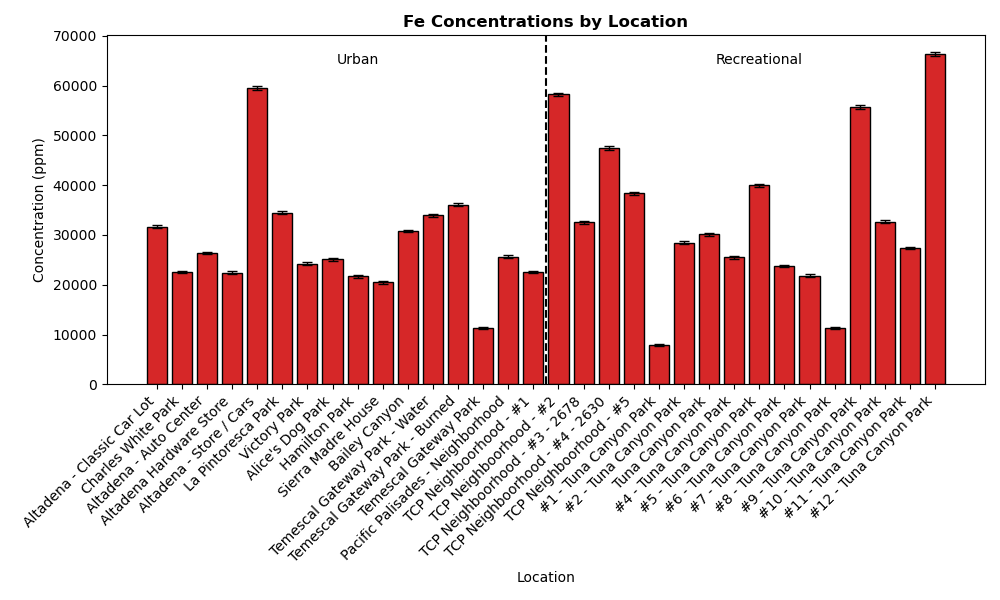 Fe Concentrations by Location
Urban
Recreational
70000
60000
50000
40000
30000
20000
10000
0
Concentration (ppm)
Altadena - Classic Car Lot
Charles White Park
Altadena - Auto Center
Altadena Hardware Store
Altadena - Store / Cars
La Pintoresca Park
Victory Park
Alice's Dog Park
Hamilton Park
Sierra Madre House
Bailey Canyon
Temescal Gateway Park - Water
Temescal Gateway Park - Burned
Temescal Gateway Park
Pacific Palisades - Neighborhood
TCP Neighbourhood - #1
TCP Neighbourhood - #2
TCP Neighbourhood - #3 - 2678
TCP Neighbourhood - #4 - 2630
TCP Neighbourhood - #5
#1 - Tuna Canyon Park
#2 - Tuna Canyon Park
#3 - Tuna Canyon Park
#4 - Tuna Canyon Park
#5 - Tuna Canyon Park
#6 - Tuna Canyon Park
#7 - Tuna Canyon Park
#8 - Tuna Canyon Park
#9 - Tuna Canyon Park
#10 - Tuna Canyon Park
#11 - Tuna Canyon Park
#12 - Tuna Canyon Park
Location